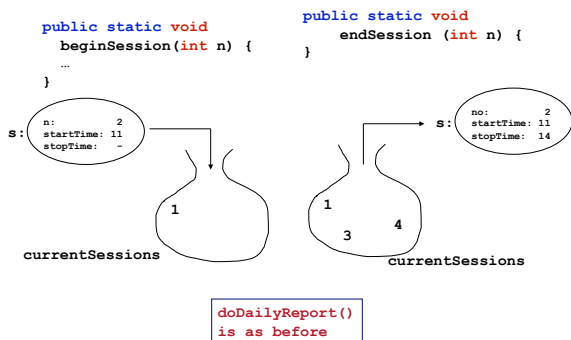 public static void
beginSession(int n) {
…
}
s:
n: 2
startTime: 11
stopTime: -
1
currentSessions
public static void
endSession (int n) {
}
s:
no: 2
startTime: 11
stopTime: 14
1
3 4
currentSessions
doDailyReport()
is as before